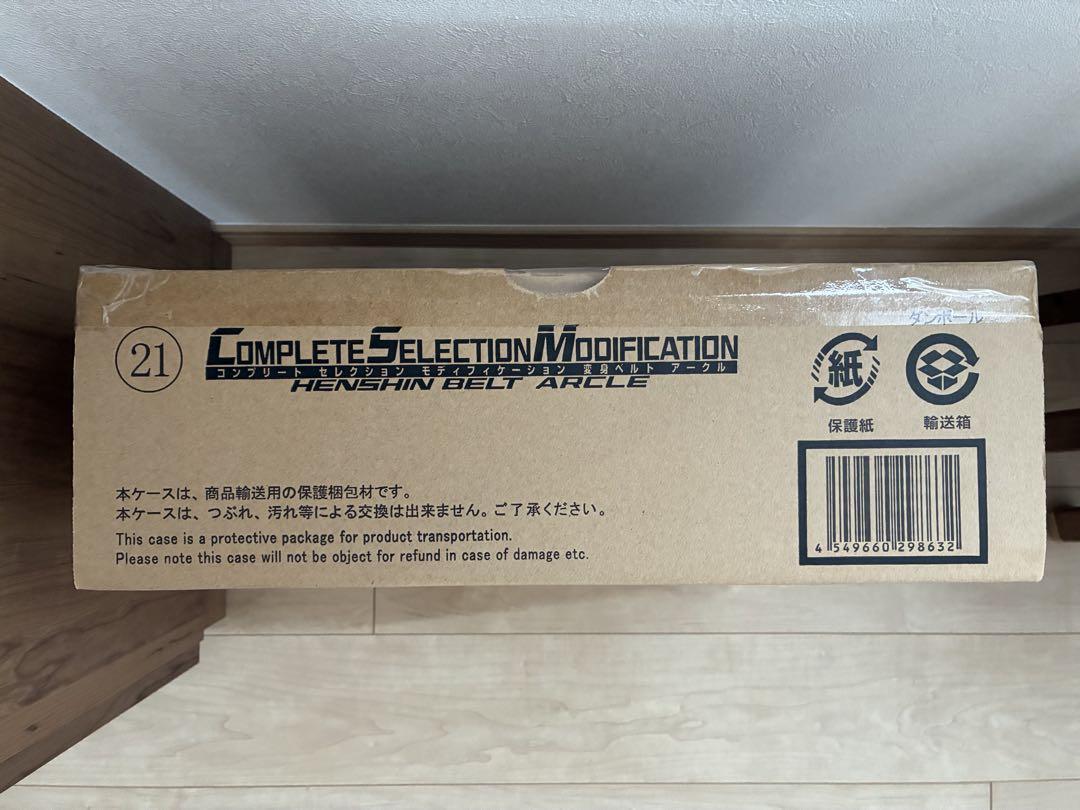 ダンボール
21
COMPLETE SELECTION MODIFICATION
コンプリート セレクション モディフィケーション 変身ベルト アークル
HENSHIN BELT ARCLE
紙
保護紙
輸送箱
本ケースは、商品輸送用の保護梱包材です。
本ケースは、つぶれ、汚れ等による交換は出来ません。ご了承ください。
This case is a protective package for product transportation.
Please note this case will not be object for refund in case of damage etc.
4 549660 298632